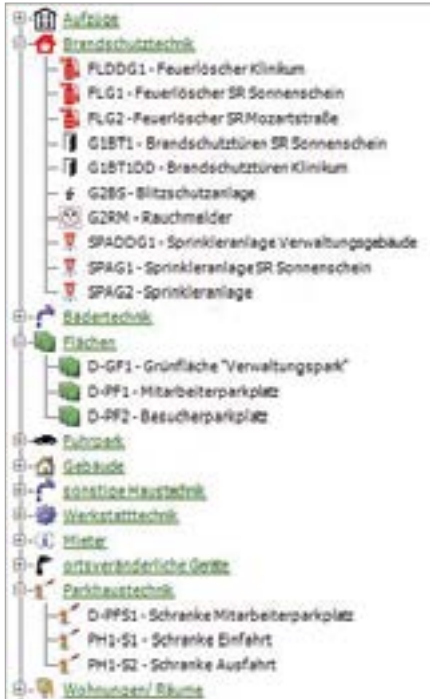 Aufzüge
Brandschutztechnik
FLDDG1 - Feuerlöscher Klinikum
FLG1 - Feuerlöscher SR Sonnenschein
FLG2 - Feuerlöscher SR Mozartstraße
G1BT1 - Brandschutztüren SR Sonnenschein
G1BT1DD - Brandschutztüren Klinikum
G2BS - Blitzschutzanlage
G2RM - Rauchmelder
SPADDG1 - Sprinkleranlage Verwaltungsgebäude
SPAG1 - Sprinkleranlage SR Sonnenschein
SPAG2 - Sprinkleranlage
Bädertechnik
Flächen
D-GF1 - Grünfläche "Verwaltungspark"
D-PF1 - Mitarbeiterparkplatz
D-PF2 - Besucherparkplatz
Fuhrpark
Gebäude
sonstige Haustechnik
Werkstatttechnik
Mieter
ortsveränderliche Geräte
Parkhaustechnik
D-PFS1 - Schranke Mitarbeiterparkplatz
PH1-S1 - Schranke Einfahrt
PH1-S2 - Schranke Ausfahrt
Wohnungen/ Räume